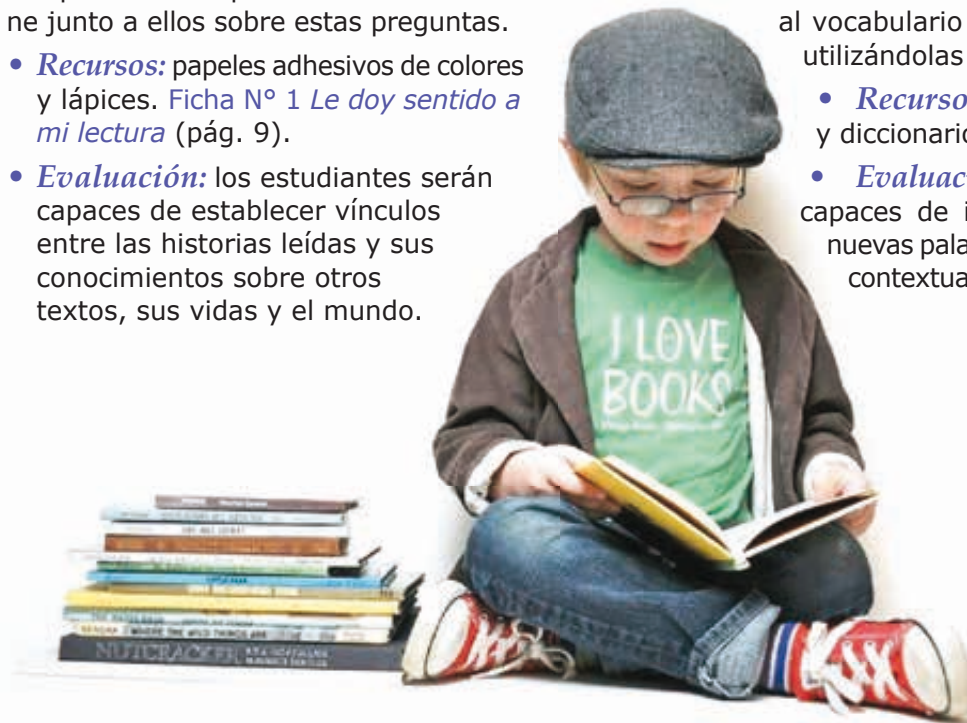 ne junto a ellos sobre estas preguntas.
• Recursos: papeles adhesivos de colores
y lápices. Ficha N° 1 Le doy sentido a
mi lectura (pág. 9).
• Evaluación: los estudiantes serán
capaces de establecer vínculos
entre las historias leídas y sus
conocimientos sobre otros
textos, sus vidas y el mundo.
al vocabulario
utilizándolas
• Recurso
y diccionario
• Evaluac
capaces de i
nuevas pala
contextua
I LOVE
BOOKS
WHERE THE WILD THINGS ARE
NUTCRACKER